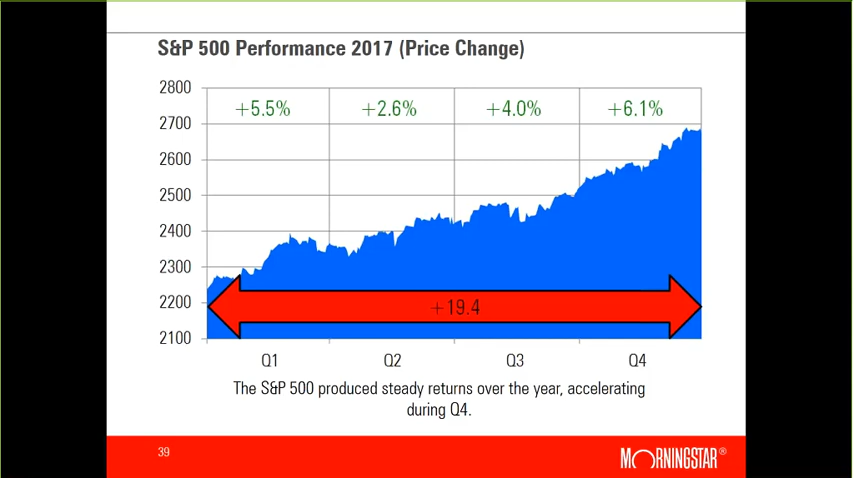 S&P 500 Performance 2017 (Price Change)
2800
+5.5% +2.6% +4.0% +6.1%
2700
2600
2500
2400
2300
2200
+19.4
2100
Q1 Q2 Q3 Q4
The S&P 500 produced steady returns over the year, accelerating
during Q4.
39
MORNINGSTAR®